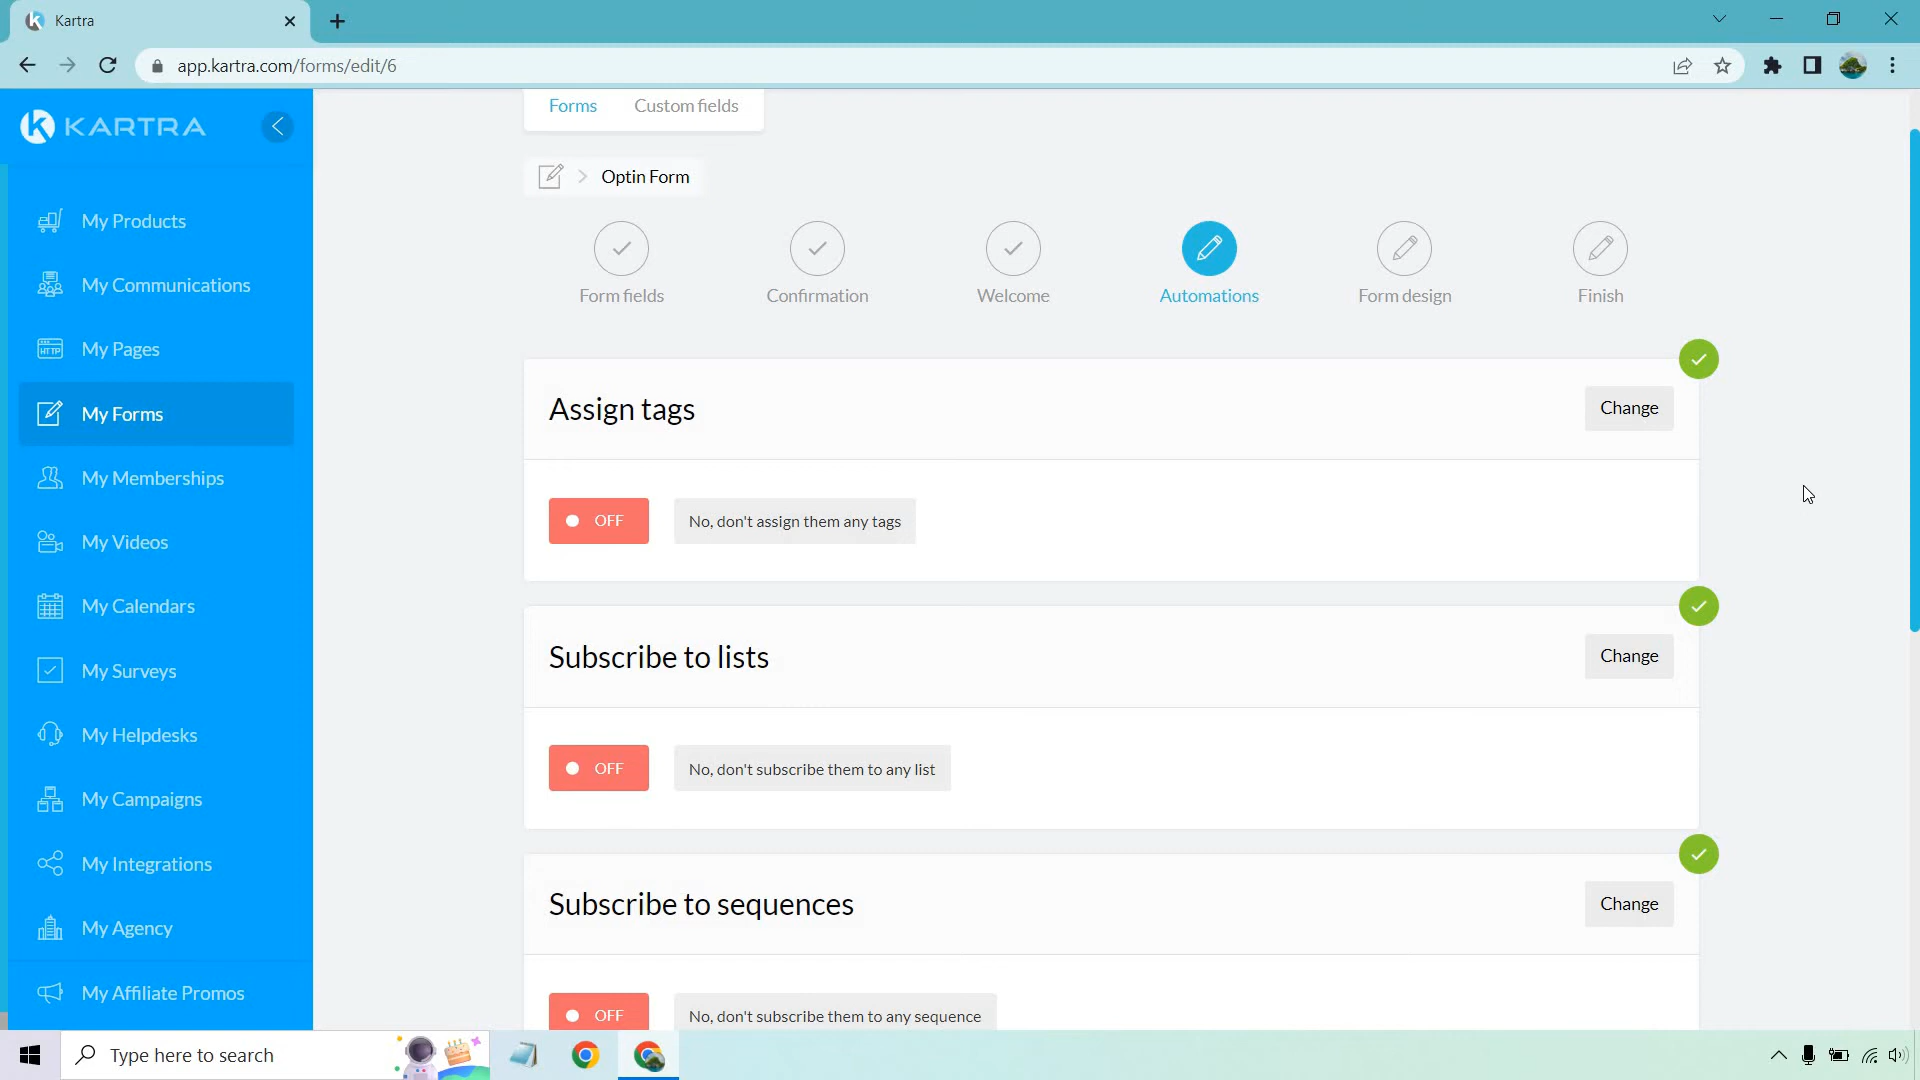 Kartra
app.kartra.com/forms/edit/6
KARTRA
My Products
My Communications
My Pages
My Forms
My Memberships
My Videos
My Calendars
My Surveys
My Helpdesks
My Campaigns
My Integrations
My Agency
My Affiliate Promos
Forms Custom fields
Optin Form
Form fields Confirmation Welcome Automations Form design Finish
Assign tags Change
OFF No, don't assign them any tags
Subscribe to lists Change
OFF No, don't subscribe them to any list
Subscribe to sequences Change
OFF No, don't subscribe them to any sequence
Type here to search